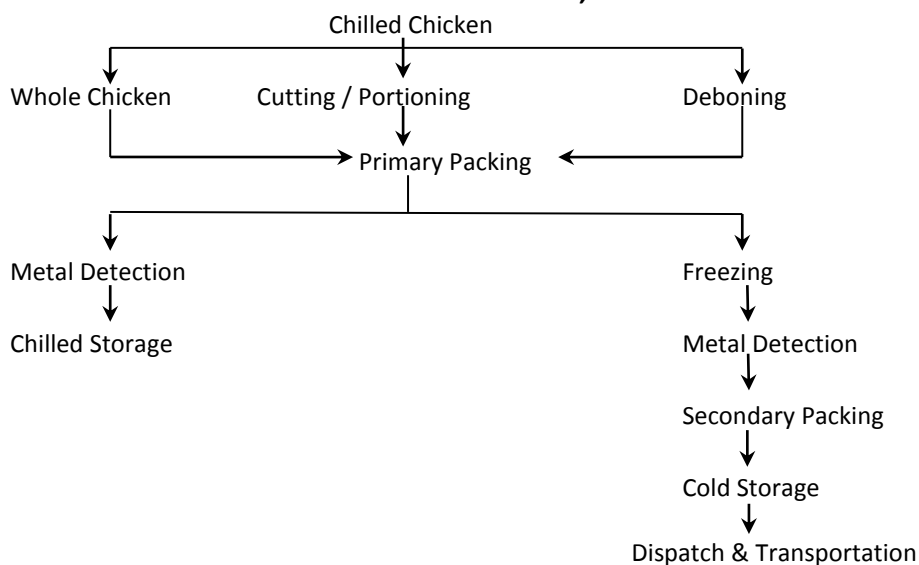 Chilled Chicken
Whole Chicken
Cutting / Portioning
Deboning
Primary Packing
Metal Detection
Freezing
Chilled Storage
Metal Detection
Secondary Packing
Cold Storage
Dispatch & Transportation